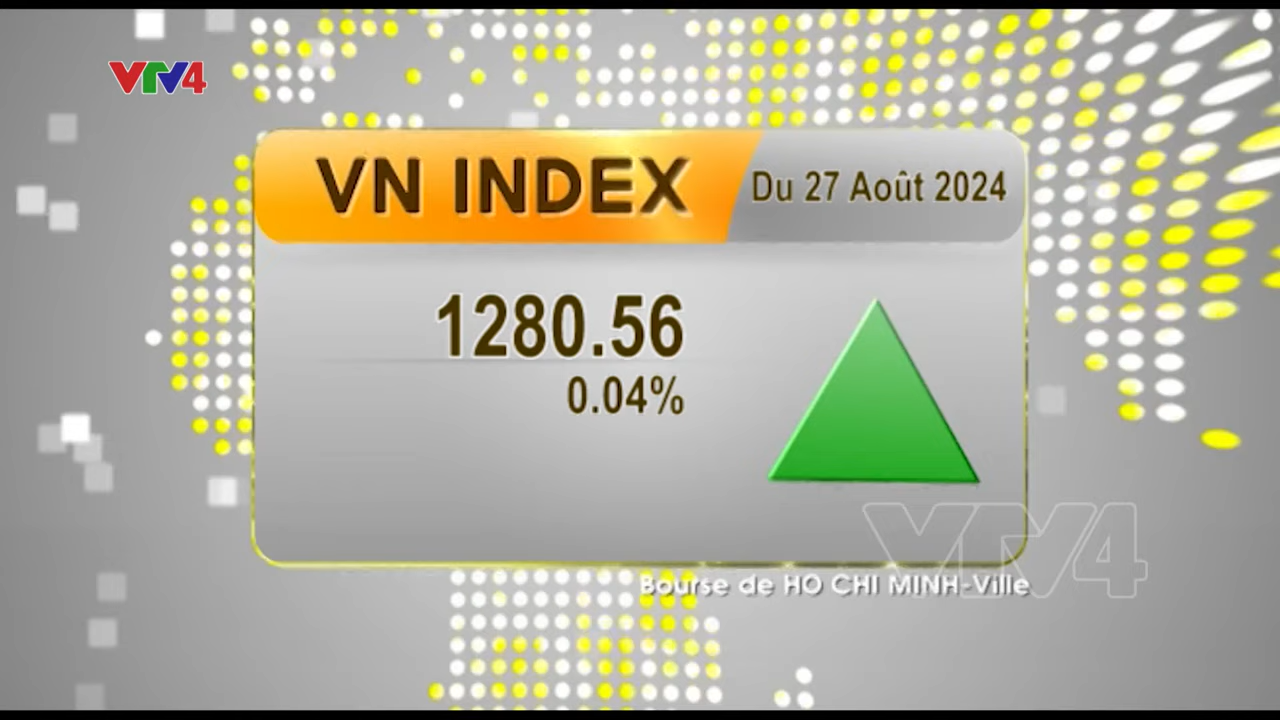 VTV4
VN INDEX
Du 27 Août 2024
1280.56
0.04%
VTV4
Bourse de HO CHI MINH-Ville